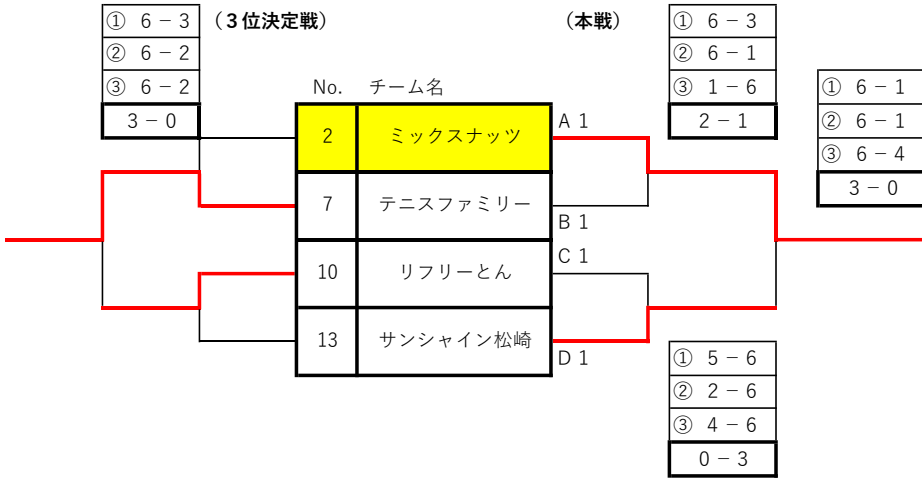 (３位決定戦)
(本戦)
① 6 − 3
② 6 − 2
③ 6 − 2
3 − 0
① 6 − 3
② 6 − 1
③ 1 − 6
2 − 1
① 6 − 1
② 6 − 1
③ 6 − 4
3 − 0
No. チーム名
2 ミックスナッツ A 1
7 テニスファミリー B 1
10 リフリーとん C 1
13 サンシャイン松崎 D 1
① 5 − 6
② 2 − 6
③ 4 − 6
0 − 3